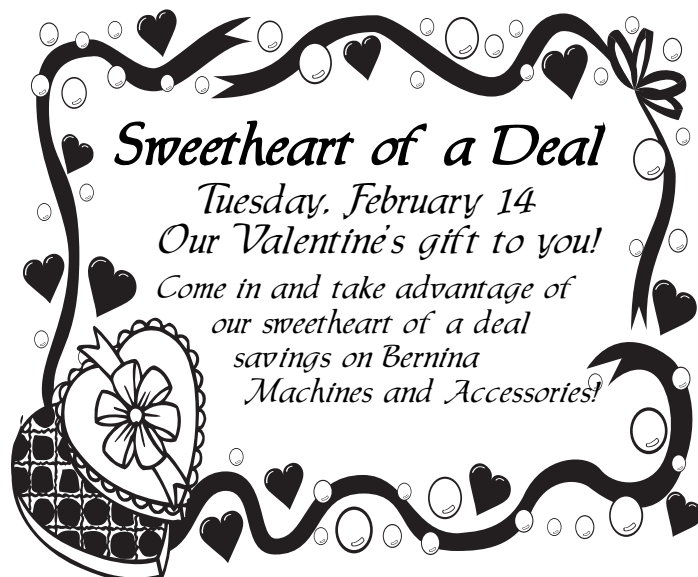 Sweetheart of a Deal
Tuesday, February 14
Our Valentine's gift to you!
Come in and take advantage of
our sweetheart of a deal
savings on Bernina
Machines and Accessories!